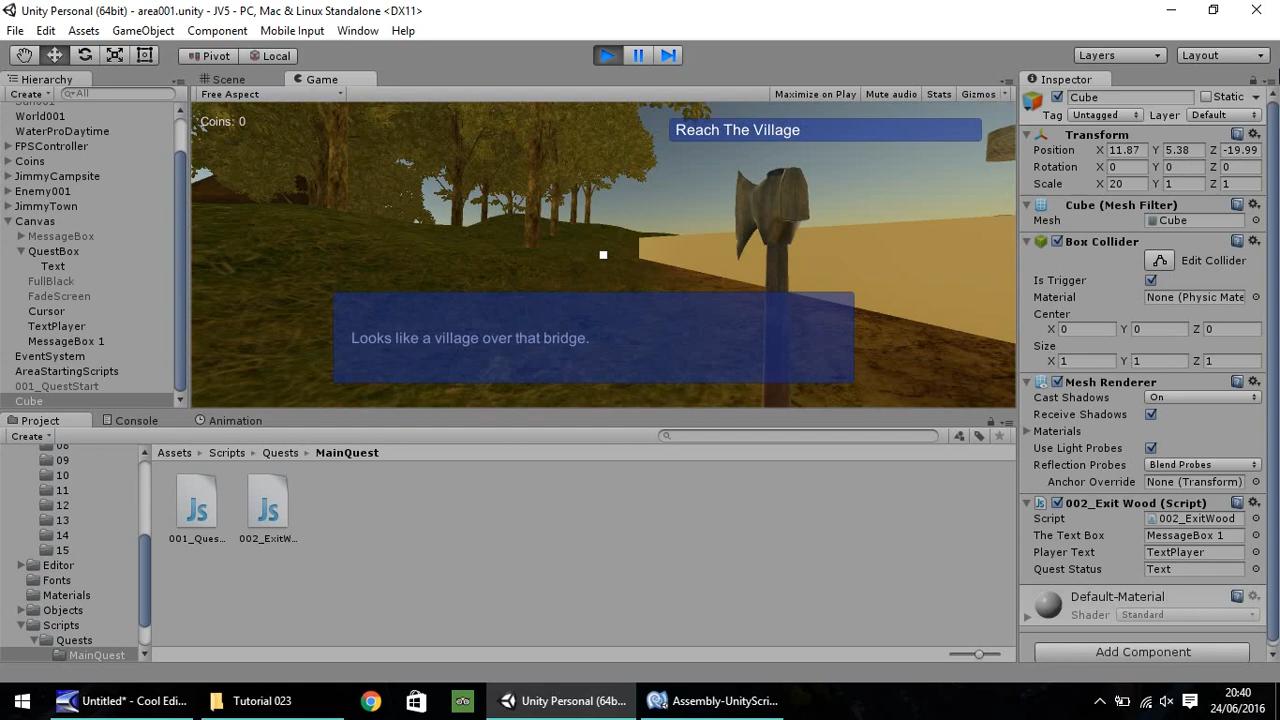 Unity Personal (64bit) - area001.unity - JV5 - PC, Mac & Linux Standalone <DX11>
File Edit Assets GameObject Component Mobile Input Window Help
Pivot Local Layers Layout
Hierarchy
Create All
World001
WaterProDaytime
FPSController
Coins
JimmyCampsite
Enemy001
JimmyTown
Canvas
MessageBox
QuestBox
Text
FullBlack
FadeScreen
Cursor
TextPlayer
MessageBox 1
EventSystem
AreaStartingScripts
001_QuestStart
Cube
Scene Game
Free Aspect Maximize on Play Mute audio Stats Gizmos
Coins: 0
Reach The Village
Looks like a village over that bridge.
Project Console Animation
Create
08
09
10
11
12
13
14
15
Editor
Fonts
Materials
Objects
Scripts
Quests
MainQuest
Assets Scripts Quests MainQuest
Js Js
001_Ques... 002_ExitW...
Inspector
Cube Static
Tag Untagged Layer Default
Transform
Position X 11.87 Y 5.38 Z -19.99
Rotation X 0 Y 0 Z 0
Scale X 20 Y 1 Z 1
Cube (Mesh Filter)
Mesh Cube
Box Collider
Edit Collider
Is Trigger
Material None (Physic Mate
Center
X 0 Y 0 Z 0
Size
X 1 Y 1 Z 1
Mesh Renderer
Cast Shadows On
Receive Shadows
Materials
Use Light Probes
Reflection Probes Blend Probes
Anchor Override None (Transform)
Js 002_Exit Wood (Script)
Script 002_ExitWood
The Text Box MessageBox 1
Player Text TextPlayer
Quest Status Text
Default-Material
Shader Standard
Add Component
Untitled* - Cool Edi... Tutorial 023 Unity Personal (64bi... Assembly-UnityScri...
20:40
24/06/2016